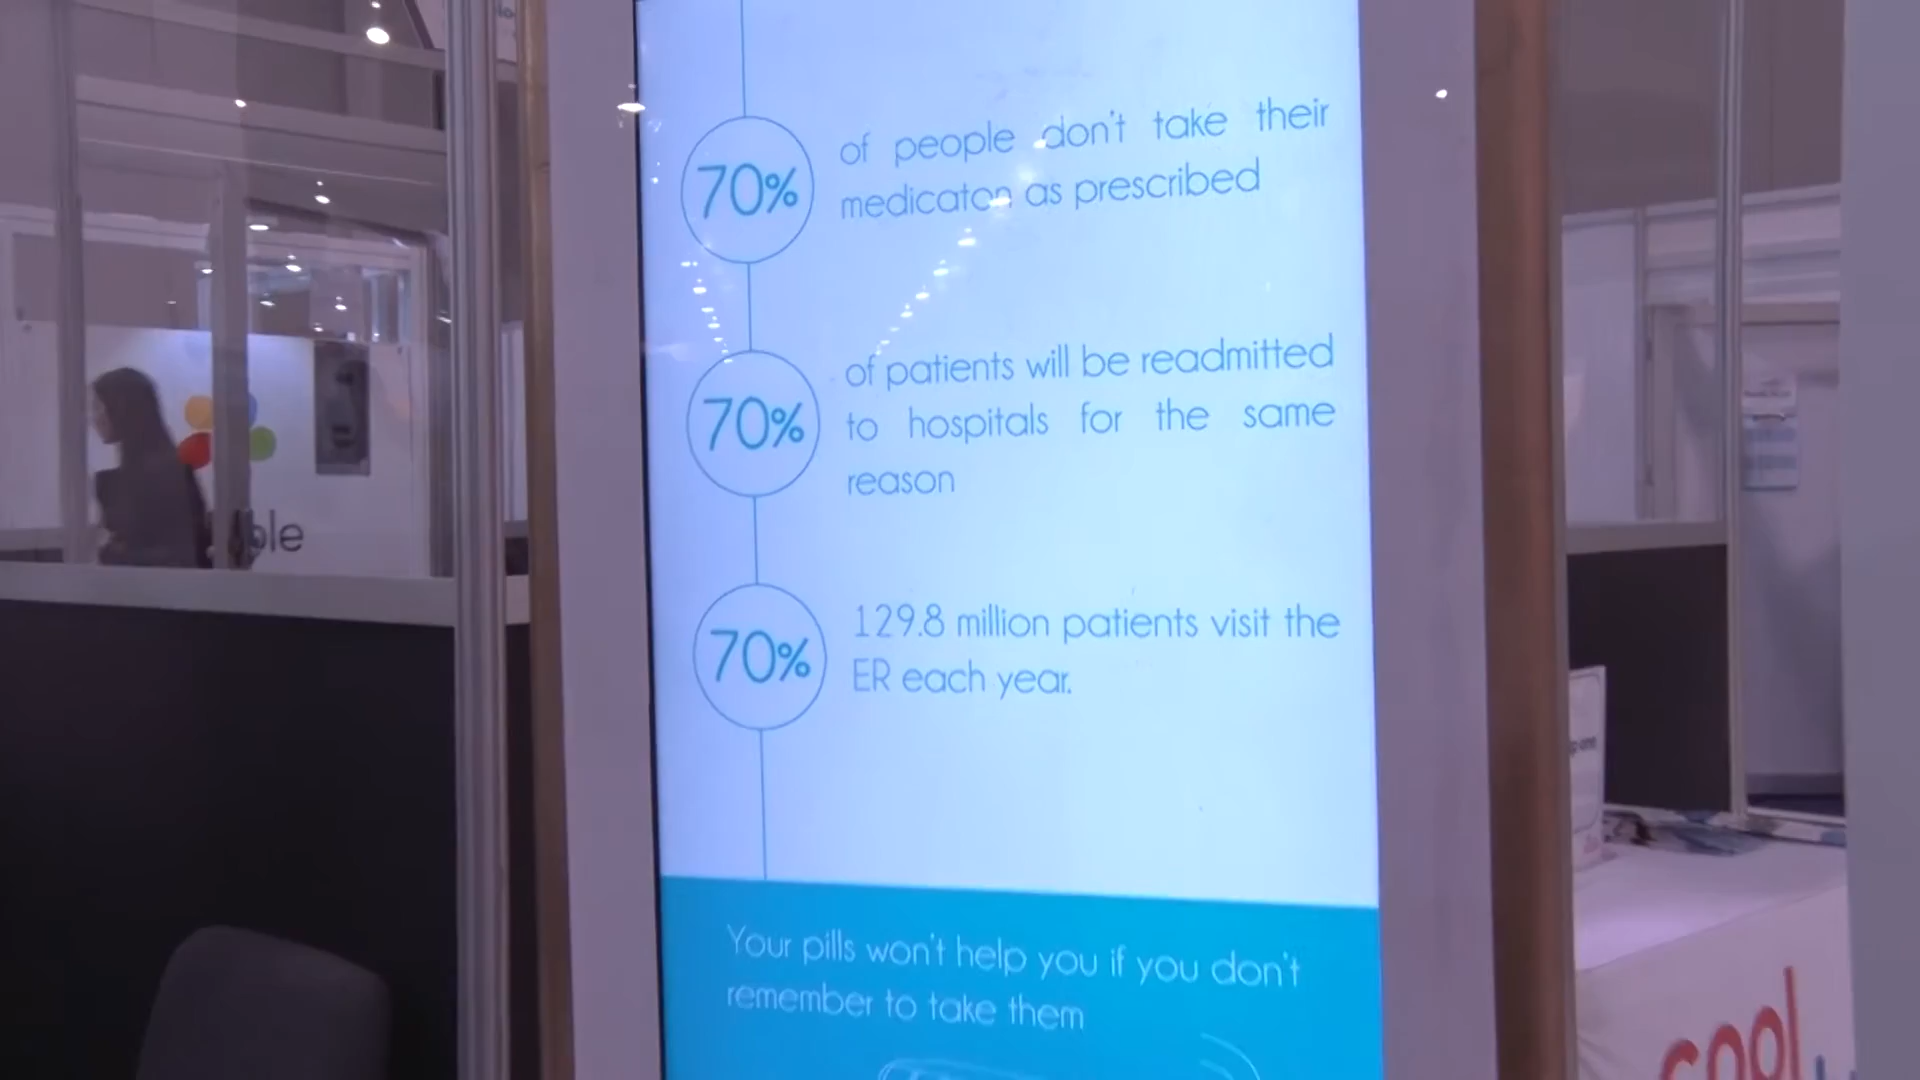 70%
of people don't take their
medicaton as prescribed
70%
of patients will be readmitted
to hospitals for the same
reason
70%
129.8 million patients visit the
ER each year.
Your pills won't help you if you don't
remember to take them
ble
cool